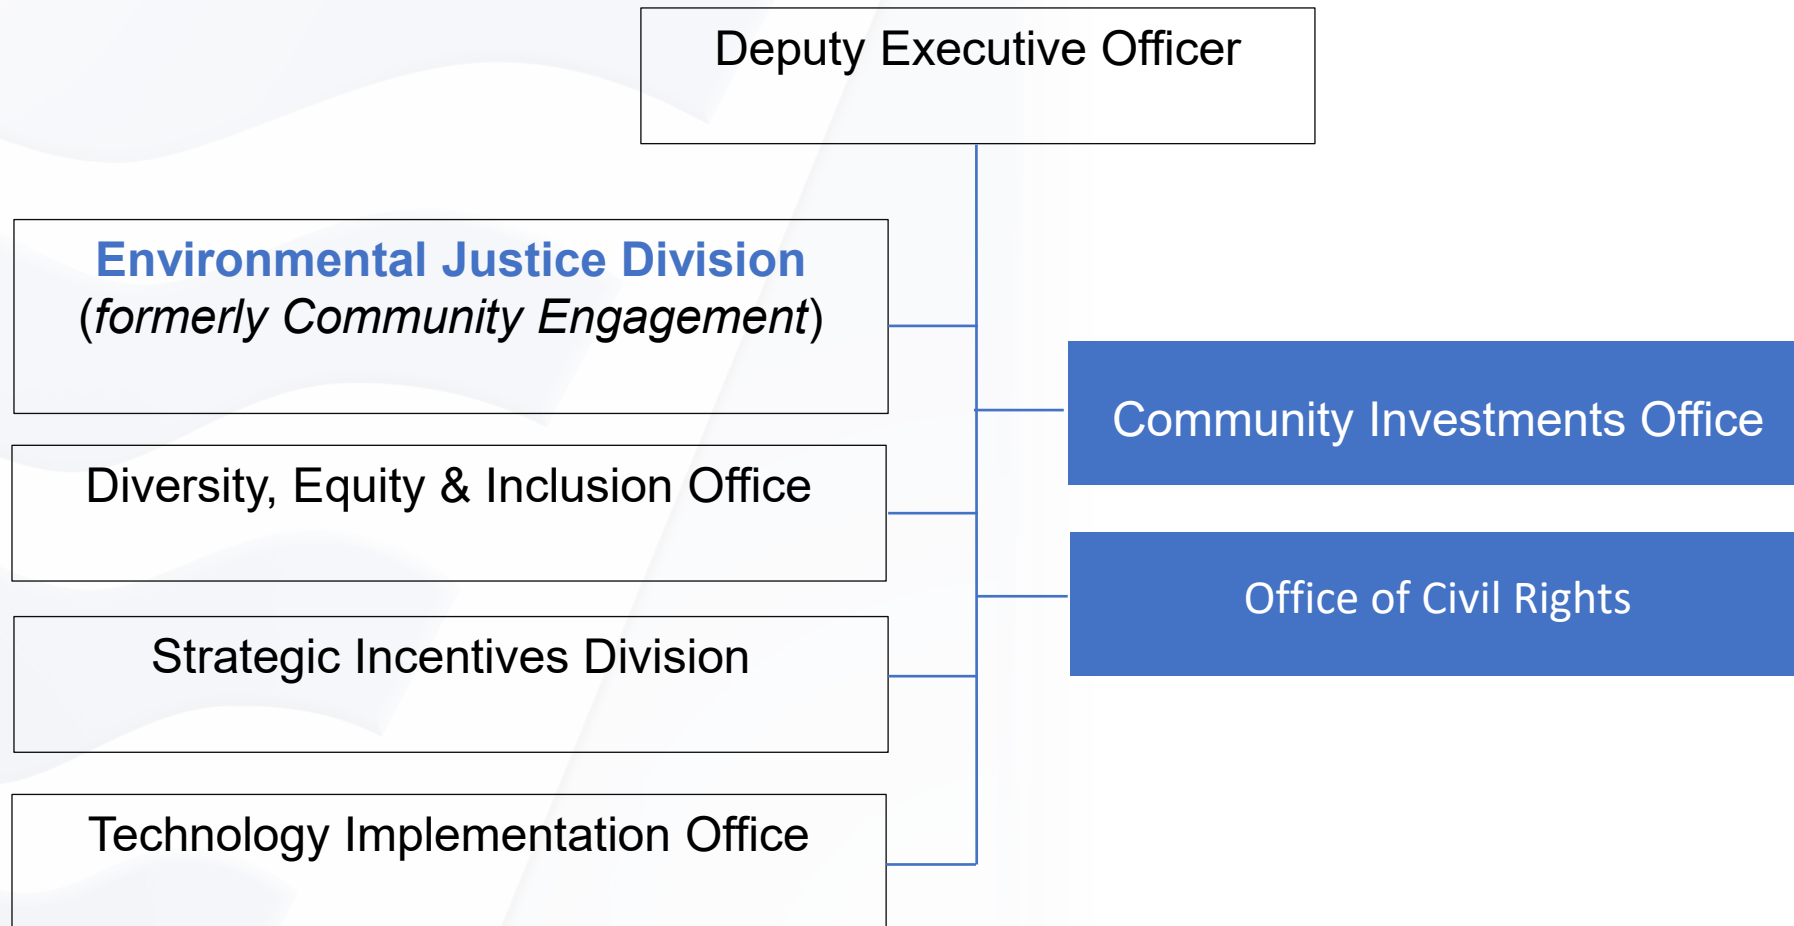 Deputy Executive Officer
Environmental Justice Division
(formerly Community Engagement)
Community Investments Office
Diversity, Equity & Inclusion Office
Office of Civil Rights
Strategic Incentives Division
Technology Implementation Office